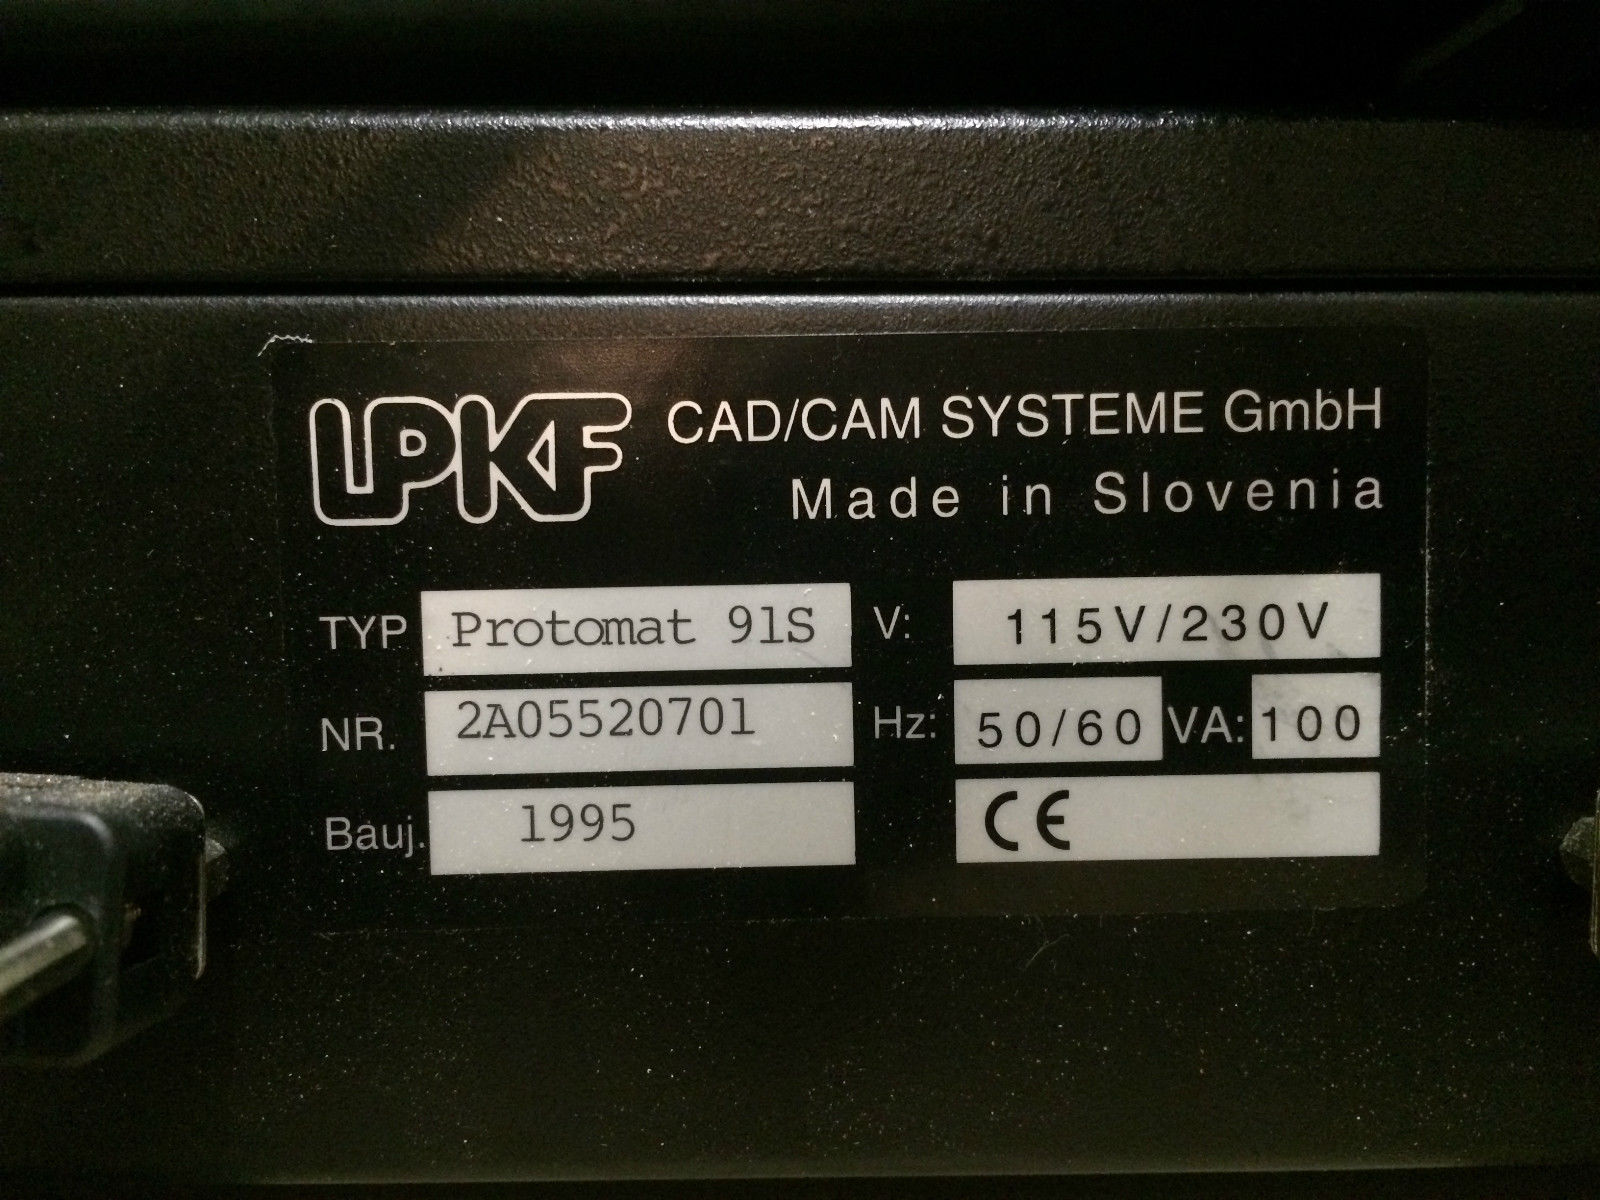 LPKF CAD/CAM SYSTEME GmbH
Made in Slovenia
TYP Protomat 91S V: 115V/230V
NR. 2A05520701 Hz: 50/60 VA: 100
Bauj. 1995 CE